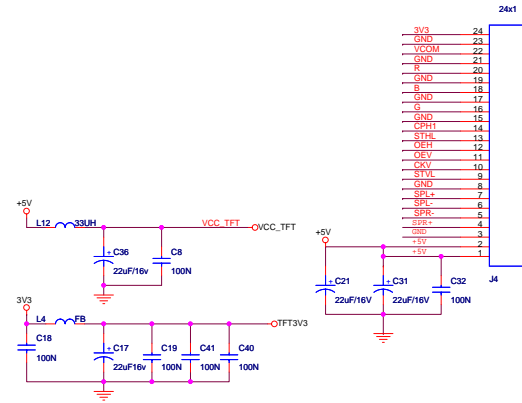 24x1
3V3 24
GND 23
VCOM 22
GND 21
R 20
GND 19
B 18
GND 17
G 16
GND 15
CPH1 14
STHL 13
OEH 12
OEV 11
CKV 10
STVL 9
GND 8
SPL+ 7
SPL- 6
SPR- 5
SPR+ 4
GND 3
+5V 2
+5V 1
J4
+5V
L12 33UH VCC_TFT VCC_TFT
+ C36 C8
22uF/16v 100N
+5V
+ C21 + C31 C32
22uF/16V 22uF/16V 100N
3V3
L4 FB TFT3V3
C18 + C17 C19 C41 C40
100N 22uF16v 100N 100N 100N